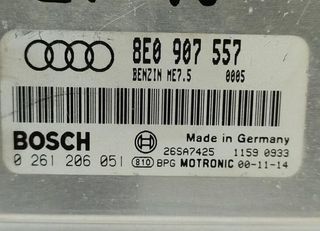 8E0 907 557
BENZIN ME7.5 0005
BOSCH
Made in Germany
26SA7425 1159 0933
0 261 206 051 810 BPG MOTRONIC 00-11-14